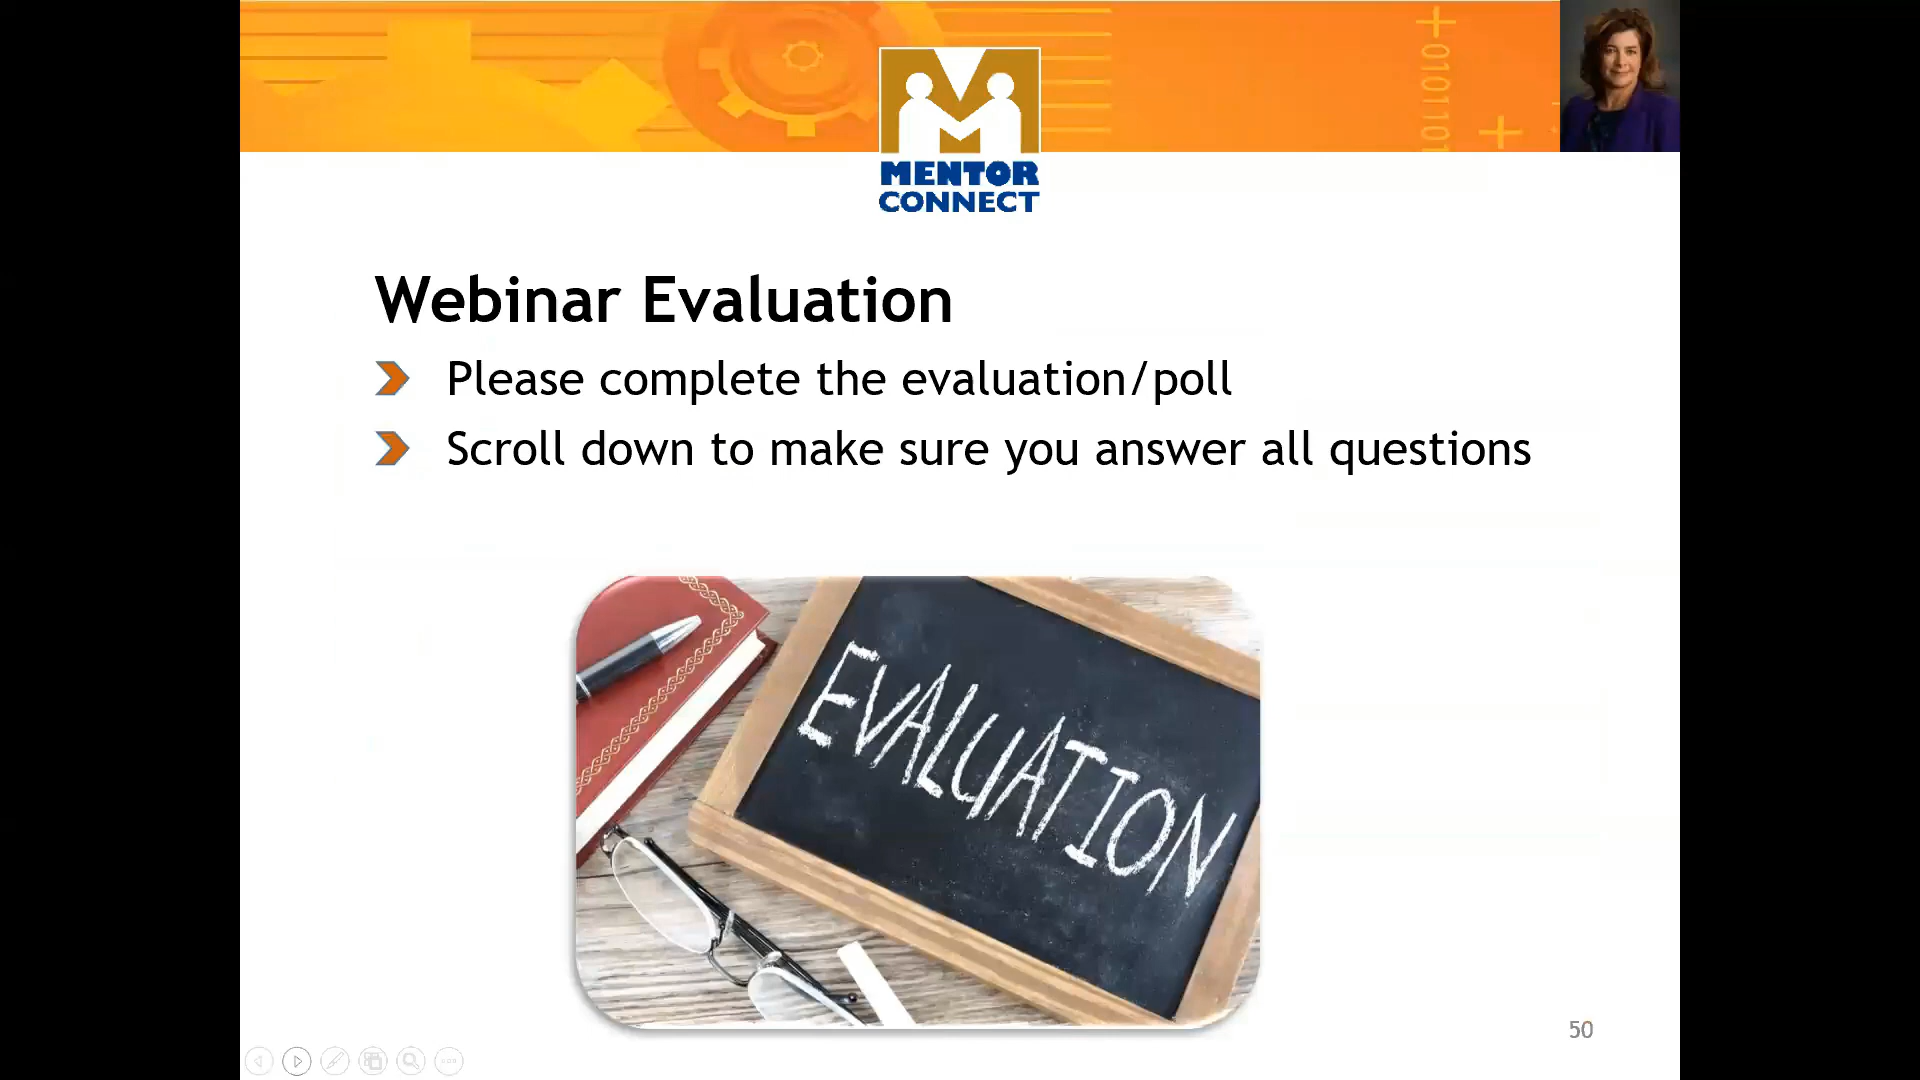 0101101
MENTOR
CONNECT
Webinar Evaluation
Please complete the evaluation/poll
Scroll down to make sure you answer all questions
EVALUATION
50